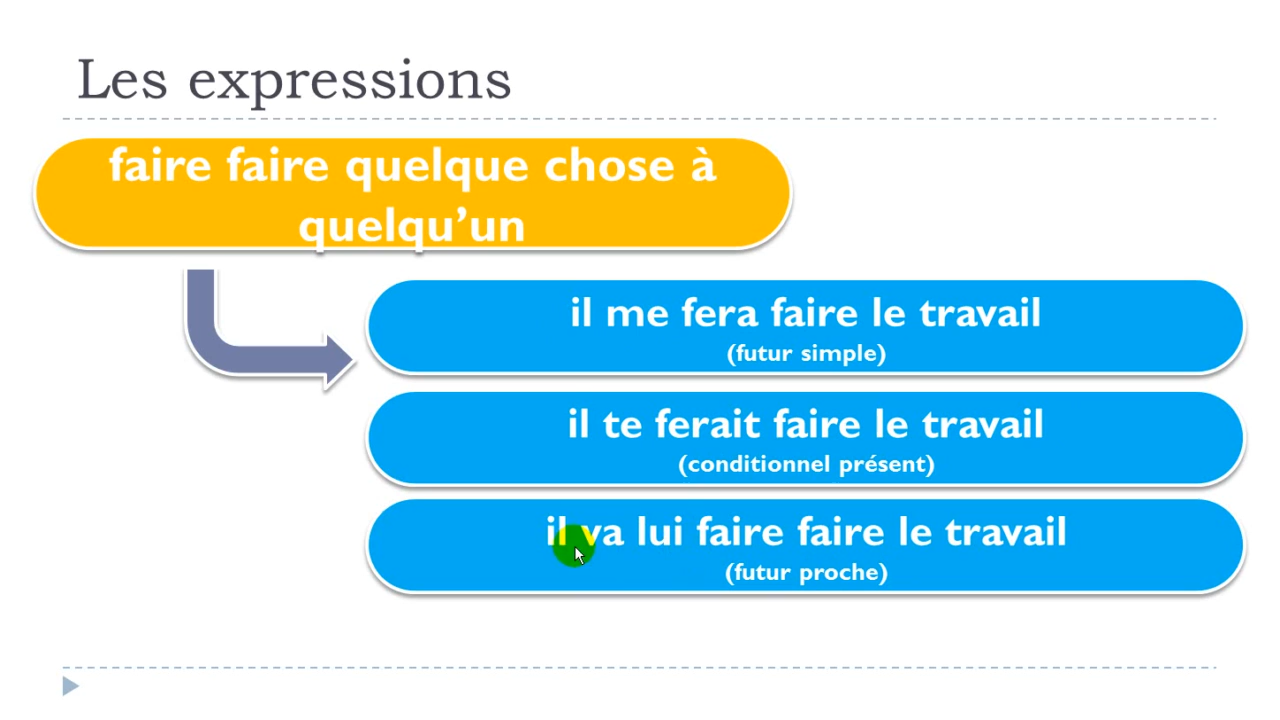 Les expressions
faire faire quelque chose à
quelqu’un
il me fera faire le travail
(futur simple)
il te ferait faire le travail
(conditionnel présent)
il va lui faire faire le travail
(futur proche)